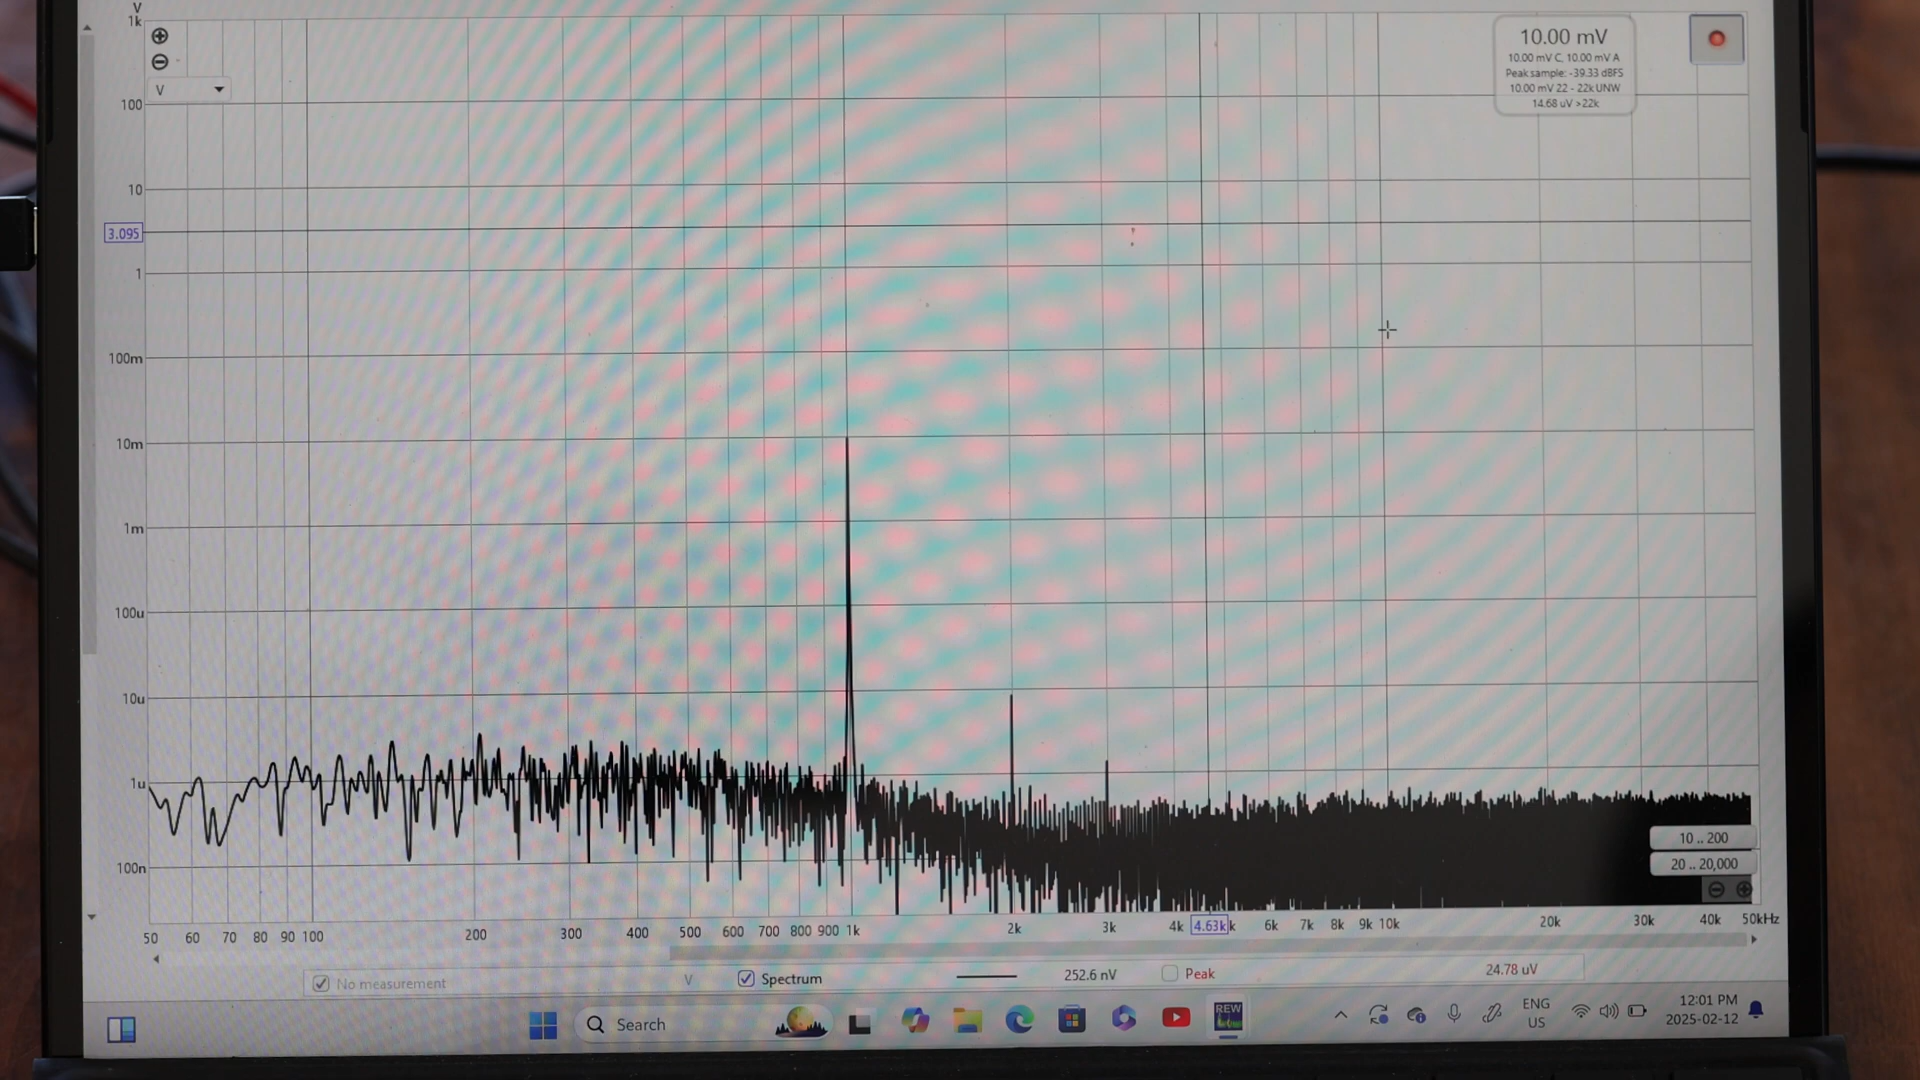 V
1k
V
100
10
3.095
1
100m
10m
1m
100u
10u
1u
100n
10.00 mV
10.00 mV C, 10.00 mV A
Peak sample: -39.33 dBFS
10.00 mV 22 - 22k UNW
14.68 uV >22k
10 .. 200
20 .. 20,000
50 60 70 80 90 100 200 300 400 500 600 700 800 900 1k 2k 3k 4k 4.63k k 6k 7k 8k 9k 10k 20k 30k 40k 50kHz
No measurement V Spectrum 252.6 nV Peak 24.78 uV
Search
REW
ENG
US
12:01 PM
2025-02-12